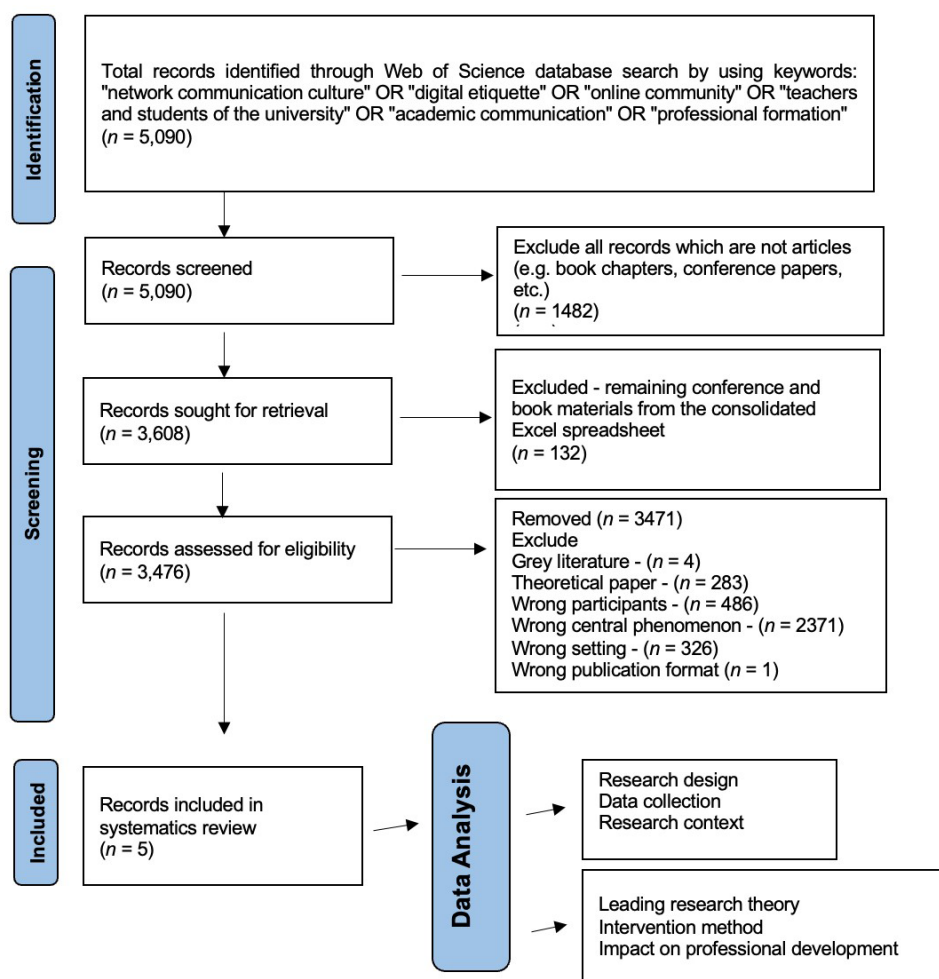 Identification
Total records identified through Web of Science database search by using keywords:
"network communication culture" OR "digital etiquette" OR "online community" OR "teachers
and students of the university" OR "academic communication" OR "professional formation"
(n = 5,090)
Screening
Records screened
(n = 5,090)
Exclude all records which are not articles
(e.g. book chapters, conference papers,
etc.)
(n = 1482)
Records sought for retrieval
(n = 3,608)
Excluded - remaining conference and
book materials from the consolidated
Excel spreadsheet
(n = 132)
Records assessed for eligibility
(n = 3,476)
Removed (n = 3471)
Exclude
Grey literature - (n = 4)
Theoretical paper - (n = 283)
Wrong participants - (n = 486)
Wrong central phenomenon - (n = 2371)
Wrong setting - (n = 326)
Wrong publication format (n = 1)
Included
Records included in
systematics review
(n = 5)
Data Analysis
Research design
Data collection
Research context
Leading research theory
Intervention method
Impact on professional development